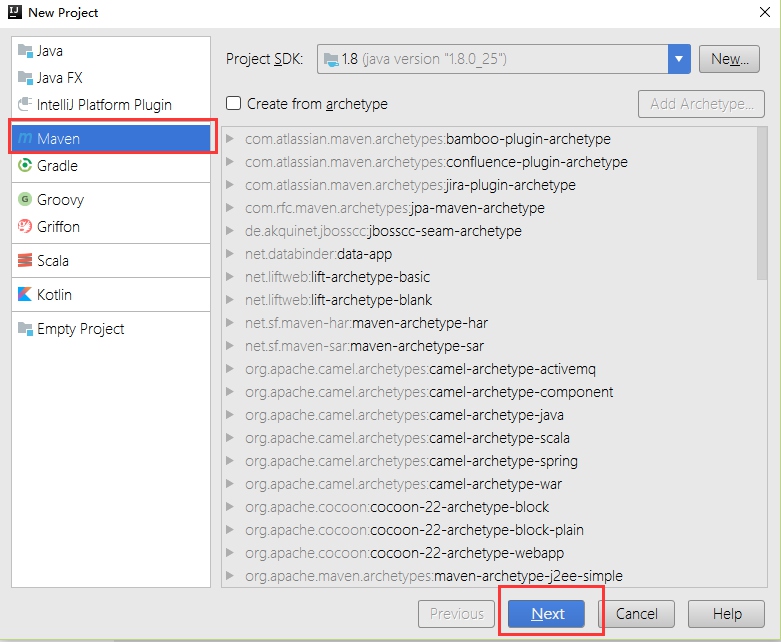 New Project
Java
Java FX
IntelliJ Platform Plugin
Maven
Gradle
Groovy
Griffon
Scala
Kotlin
Empty Project
Project SDK: 1.8 (java version "1.8.0_25") New...
Create from archetype Add Archetype...
com.atlassian.maven.archetypes:bamboo-plugin-archetype
com.atlassian.maven.archetypes:confluence-plugin-archetype
com.atlassian.maven.archetypes:jira-plugin-archetype
com.rfc.maven.archetypes:jpa-maven-archetype
de.akquinet.jbosscc:jbosscc-seam-archetype
net.databinder:data-app
net.liftweb:lift-archetype-basic
net.liftweb:lift-archetype-blank
net.sf.maven-har:maven-archetype-har
net.sf.maven-sar:maven-archetype-sar
org.apache.camel.archetypes:camel-archetype-activemq
org.apache.camel.archetypes:camel-archetype-component
org.apache.camel.archetypes:camel-archetype-java
org.apache.camel.archetypes:camel-archetype-scala
org.apache.camel.archetypes:camel-archetype-spring
org.apache.camel.archetypes:camel-archetype-war
org.apache.cocoon:cocoon-22-archetype-block
org.apache.cocoon:cocoon-22-archetype-block-plain
org.apache.cocoon:cocoon-22-archetype-webapp
org.apache.maven.archetypes:maven-archetype-j2ee-simple
Previous Next Cancel Help